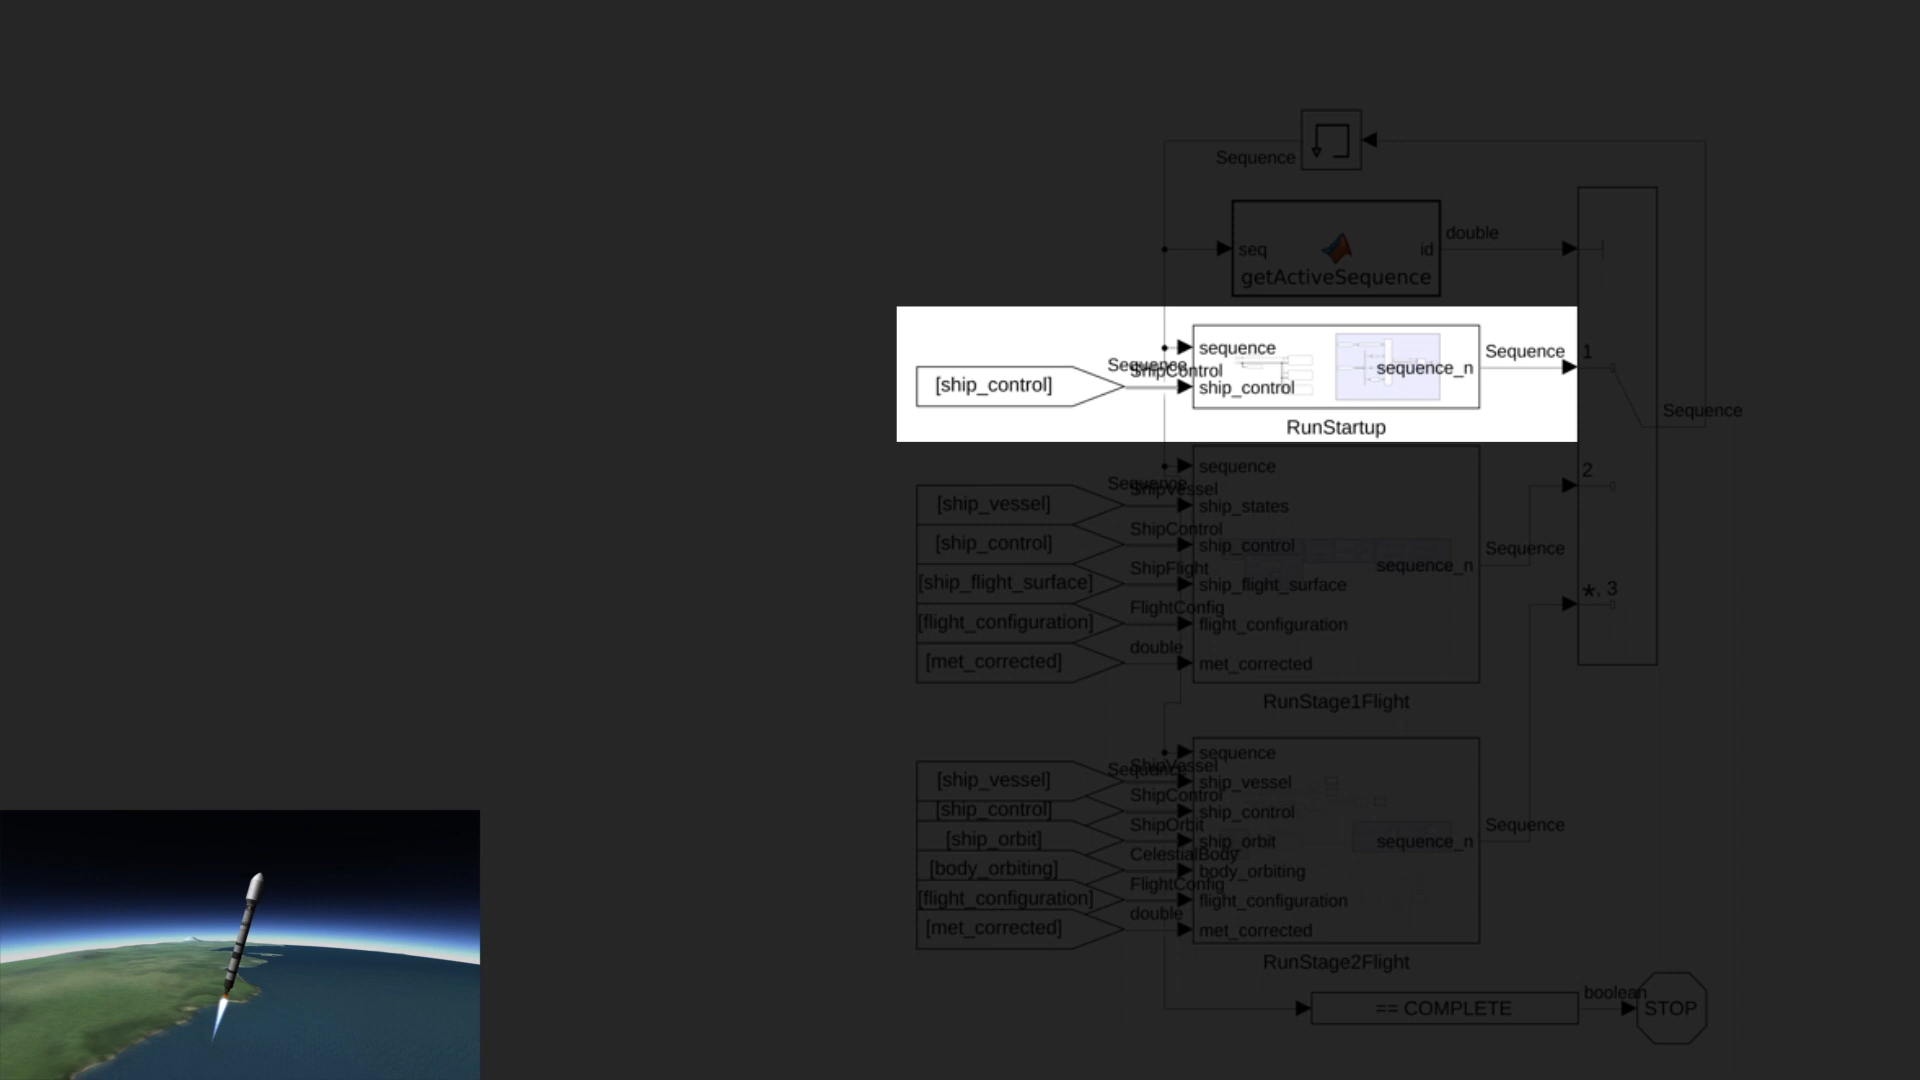 Sequence
double
seq
id
getActiveSequence
sequence
Sequence
1
Sequence
ShipControl
[ship_control]
ship_control
sequence_n
Sequence
RunStartup
sequence
2
Sequence
ShipVessel
[ship_vessel]
ship_states
ShipControl
[ship_control]
ship_control
Sequence
sequence_n
ShipFlight
[ship_flight_surface]
ship_flight_surface
*, 3
FlightConfig
[flight_configuration]
flight_configuration
double
[met_corrected]
met_corrected
RunStage1Flight
sequence
Sequence
ShipVessel
[ship_vessel]
ship_vessel
ShipControl
[ship_control]
ship_control
ShipOrbit
[ship_orbit]
ship_orbit
Sequence
sequence_n
CelestialBody
[body_orbiting]
body_orbiting
FlightConfig
[flight_configuration]
flight_configuration
double
[met_corrected]
met_corrected
RunStage2Flight
== COMPLETE
boolean
STOP